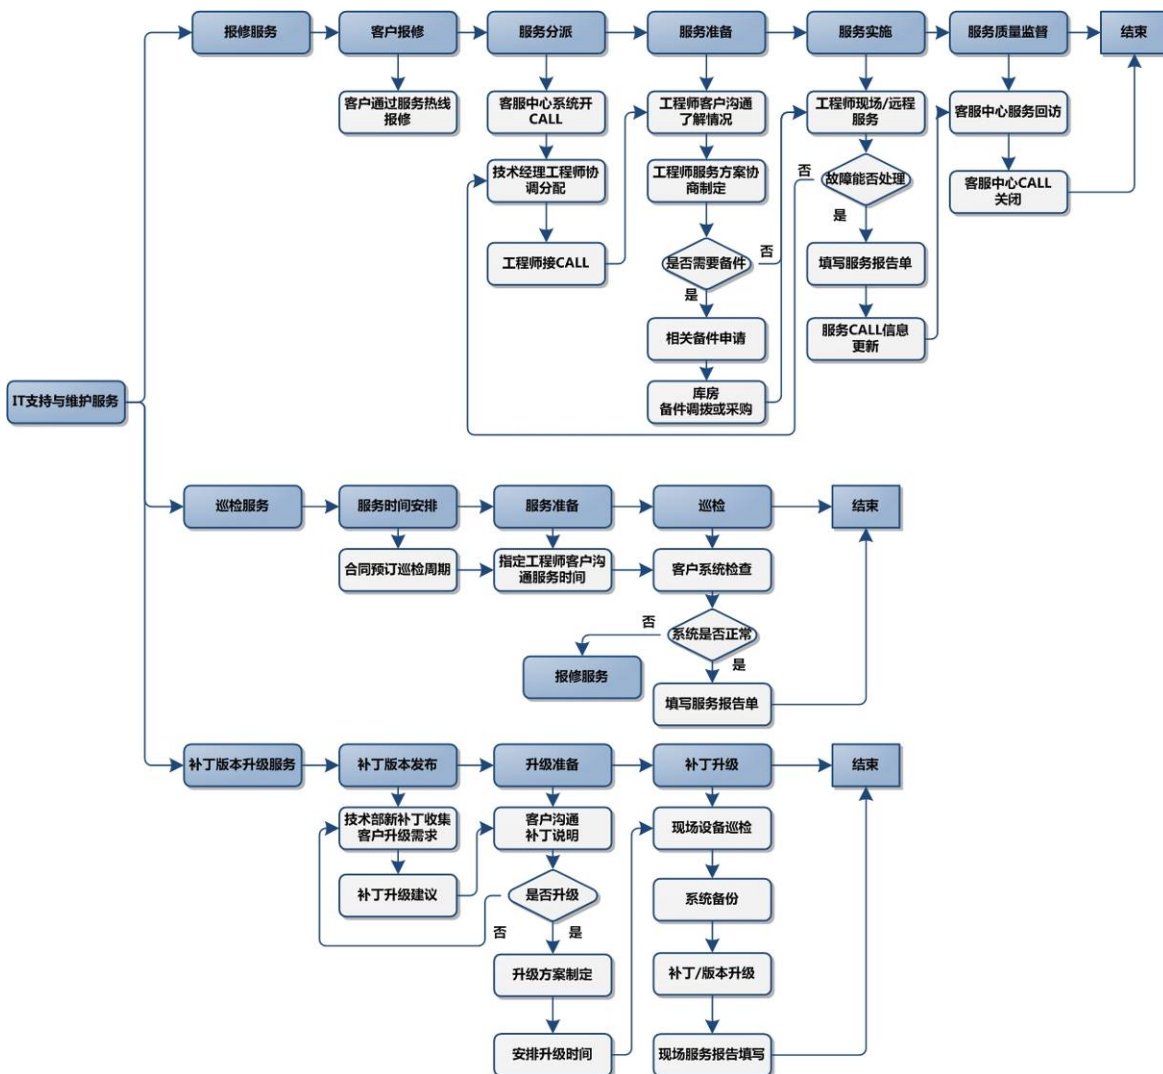 报修服务
客户报修
服务分派
服务准备
服务实施
服务质量监督
结束
客户通过服务热线
报修
客服中心系统开
CALL
工程师客户沟通
了解情况
工程师现场/远程
服务
客服中心服务回访
技术经理工程师协
调分配
工程师服务方案协
商制定
否
故障能否处理
客服中心CALL
关闭
是
工程师接CALL
是否需要备件
否
填写服务报告单
是
相关备件申请
服务CALL信息
更新
IT支持与维护服务
库房
备件调拨或采购
巡检服务
服务时间安排
服务准备
巡检
结束
合同预订巡检周期
指定工程师客户沟
通服务时间
客户系统检查
否
系统是否正常
是
报修服务
填写服务报告单
补丁版本升级服务
补丁版本发布
升级准备
补丁升级
结束
技术部新补丁收集
客户升级需求
客户沟通
补丁说明
现场设备巡检
补丁升级建议
是否升级
系统备份
否
是
升级方案制定
补丁/版本升级
安排升级时间
现场服务报告填写